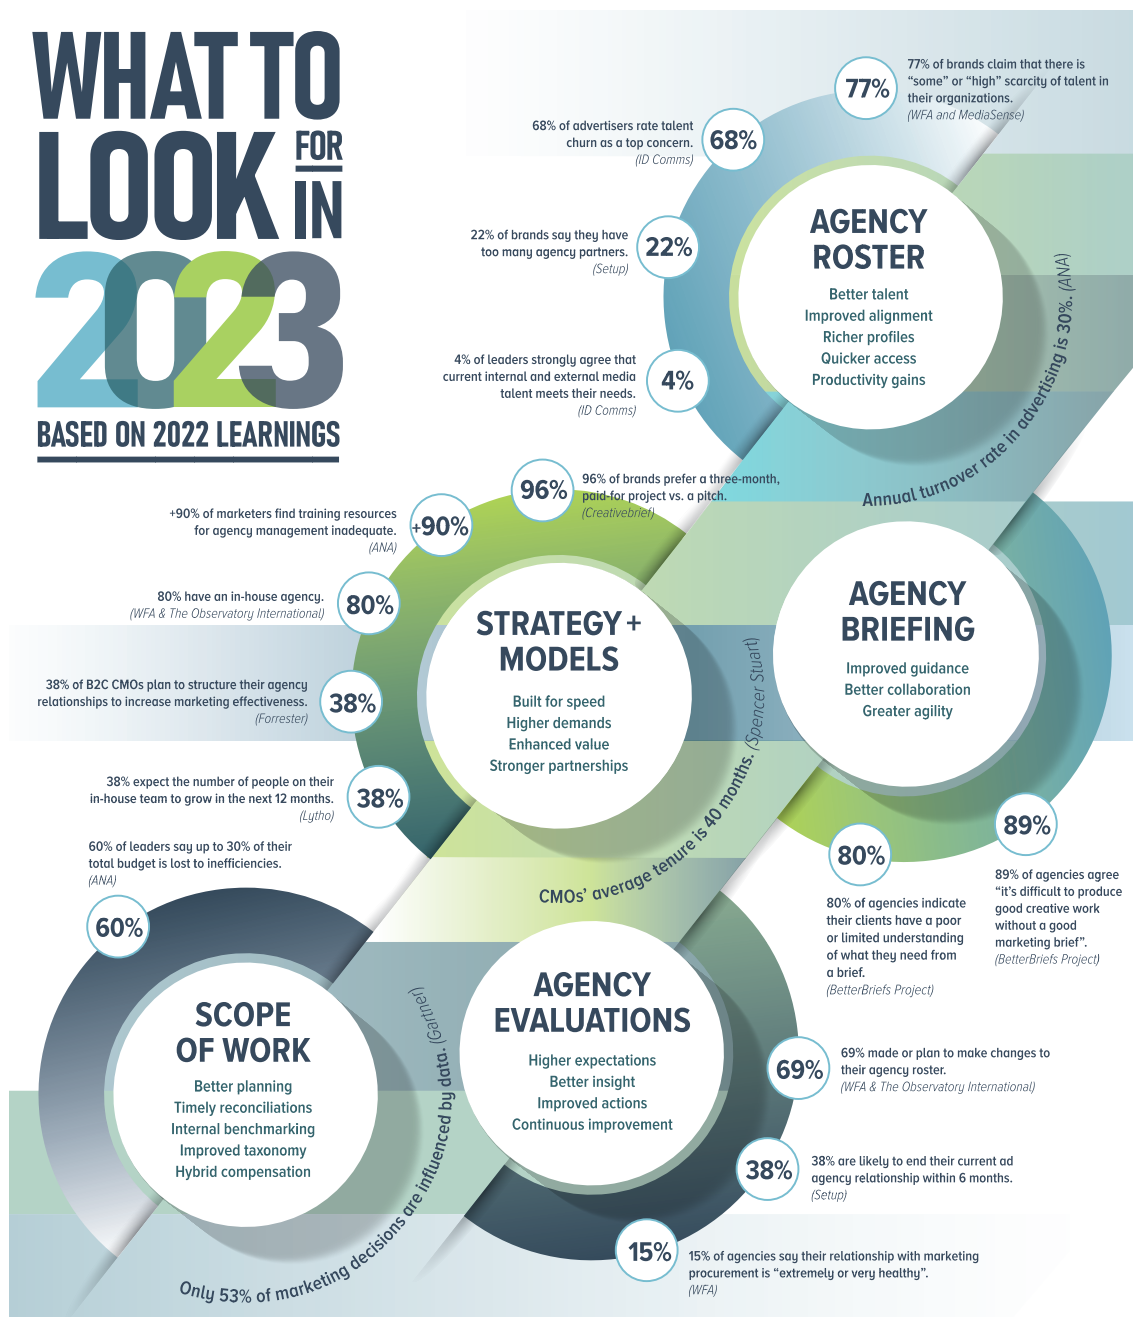 WHAT TO
LOOK FOR
IN
2023
BASED ON 2022 LEARNINGS
77%
77% of brands claim that there is
“some” or “high” scarcity of talent in
their organizations.
(WFA and MediaSense)
68% of advertisers rate talent
churn as a top concern.
(ID Comms)
68%
22% of brands say they have
too many agency partners.
(Setup)
22%
4% of leaders strongly agree that
current internal and external media
talent meets their needs.
(ID Comms)
4%
AGENCY
ROSTER
Better talent
Improved alignment
Richer profiles
Quicker access
Productivity gains
Annual turnover rate in advertising is 30%. (ANA)
96%
96% of brands prefer a three-month,
paid-for project vs. a pitch.
(Creativebrief)
+90% of marketers find training resources
for agency management inadequate.
(ANA)
+90%
80% have an in-house agency.
(WFA & The Observatory International)
80%
38% of B2C CMOs plan to structure their agency
relationships to increase marketing effectiveness.
(Forrester)
38%
38% expect the number of people on their
in-house team to grow in the next 12 months.
(Lytho)
38%
STRATEGY +
MODELS
Built for speed
Higher demands
Enhanced value
Stronger partnerships
CMOs’ average tenure is 40 months. (Spencer Stuart)
AGENCY
BRIEFING
Improved guidance
Better collaboration
Greater agility
80%
80% of agencies indicate
their clients have a poor
or limited understanding
of what they need from
a brief.
(BetterBriefs Project)
89%
89% of agencies agree
“it’s difficult to produce
good creative work
without a good
marketing brief”.
(BetterBriefs Project)
60% of leaders say up to 30% of their
total budget is lost to inefficiencies.
(ANA)
60%
SCOPE
OF WORK
Better planning
Timely reconciliations
Internal benchmarking
Improved taxonomy
Hybrid compensation
Only 53% of marketing decisions are influenced by data. (Gartner)
AGENCY
EVALUATIONS
Higher expectations
Better insight
Improved actions
Continuous improvement
69%
69% made or plan to make changes to
their agency roster.
(WFA & The Observatory International)
38%
38% are likely to end their current ad
agency relationship within 6 months.
(Setup)
15%
15% of agencies say their relationship with marketing
procurement is “extremely or very healthy”.
(WFA)